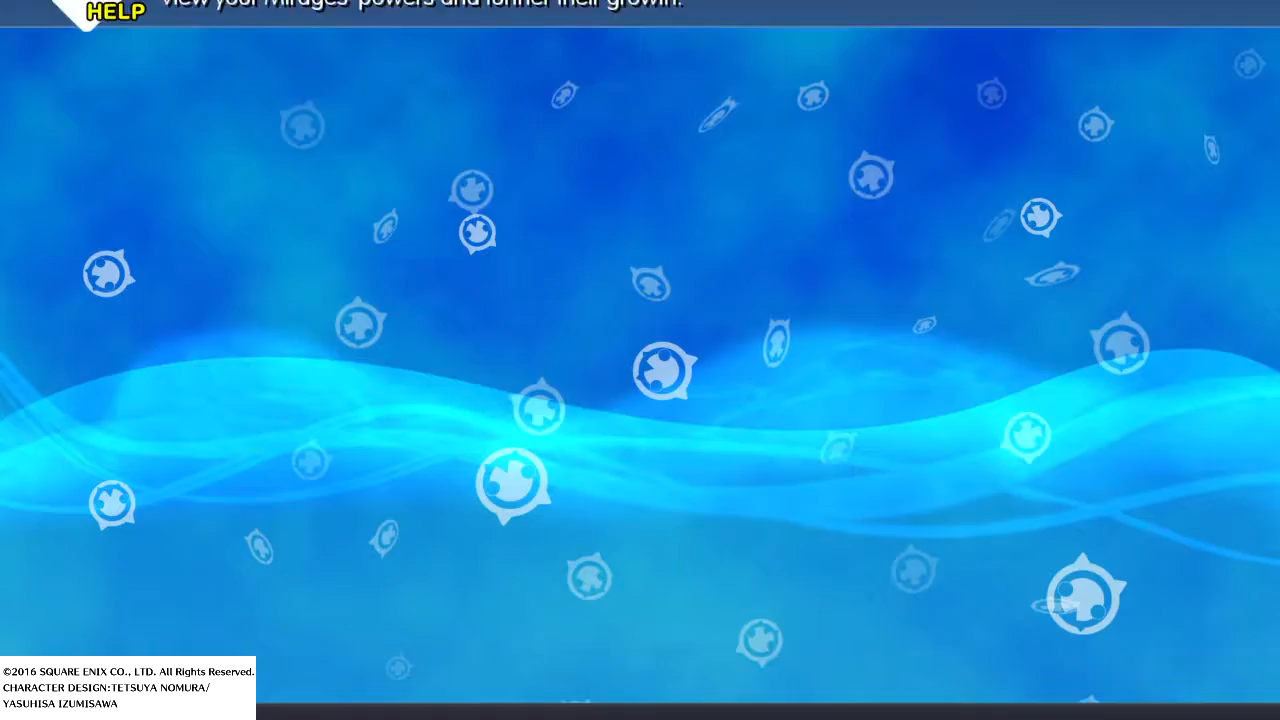 HELP View your Mirages' powers and further their growth.
©2016 SQUARE ENIX CO., LTD. All Rights Reserved.
CHARACTER DESIGN:TETSUYA NOMURA/
YASUHISA IZUMISAWA